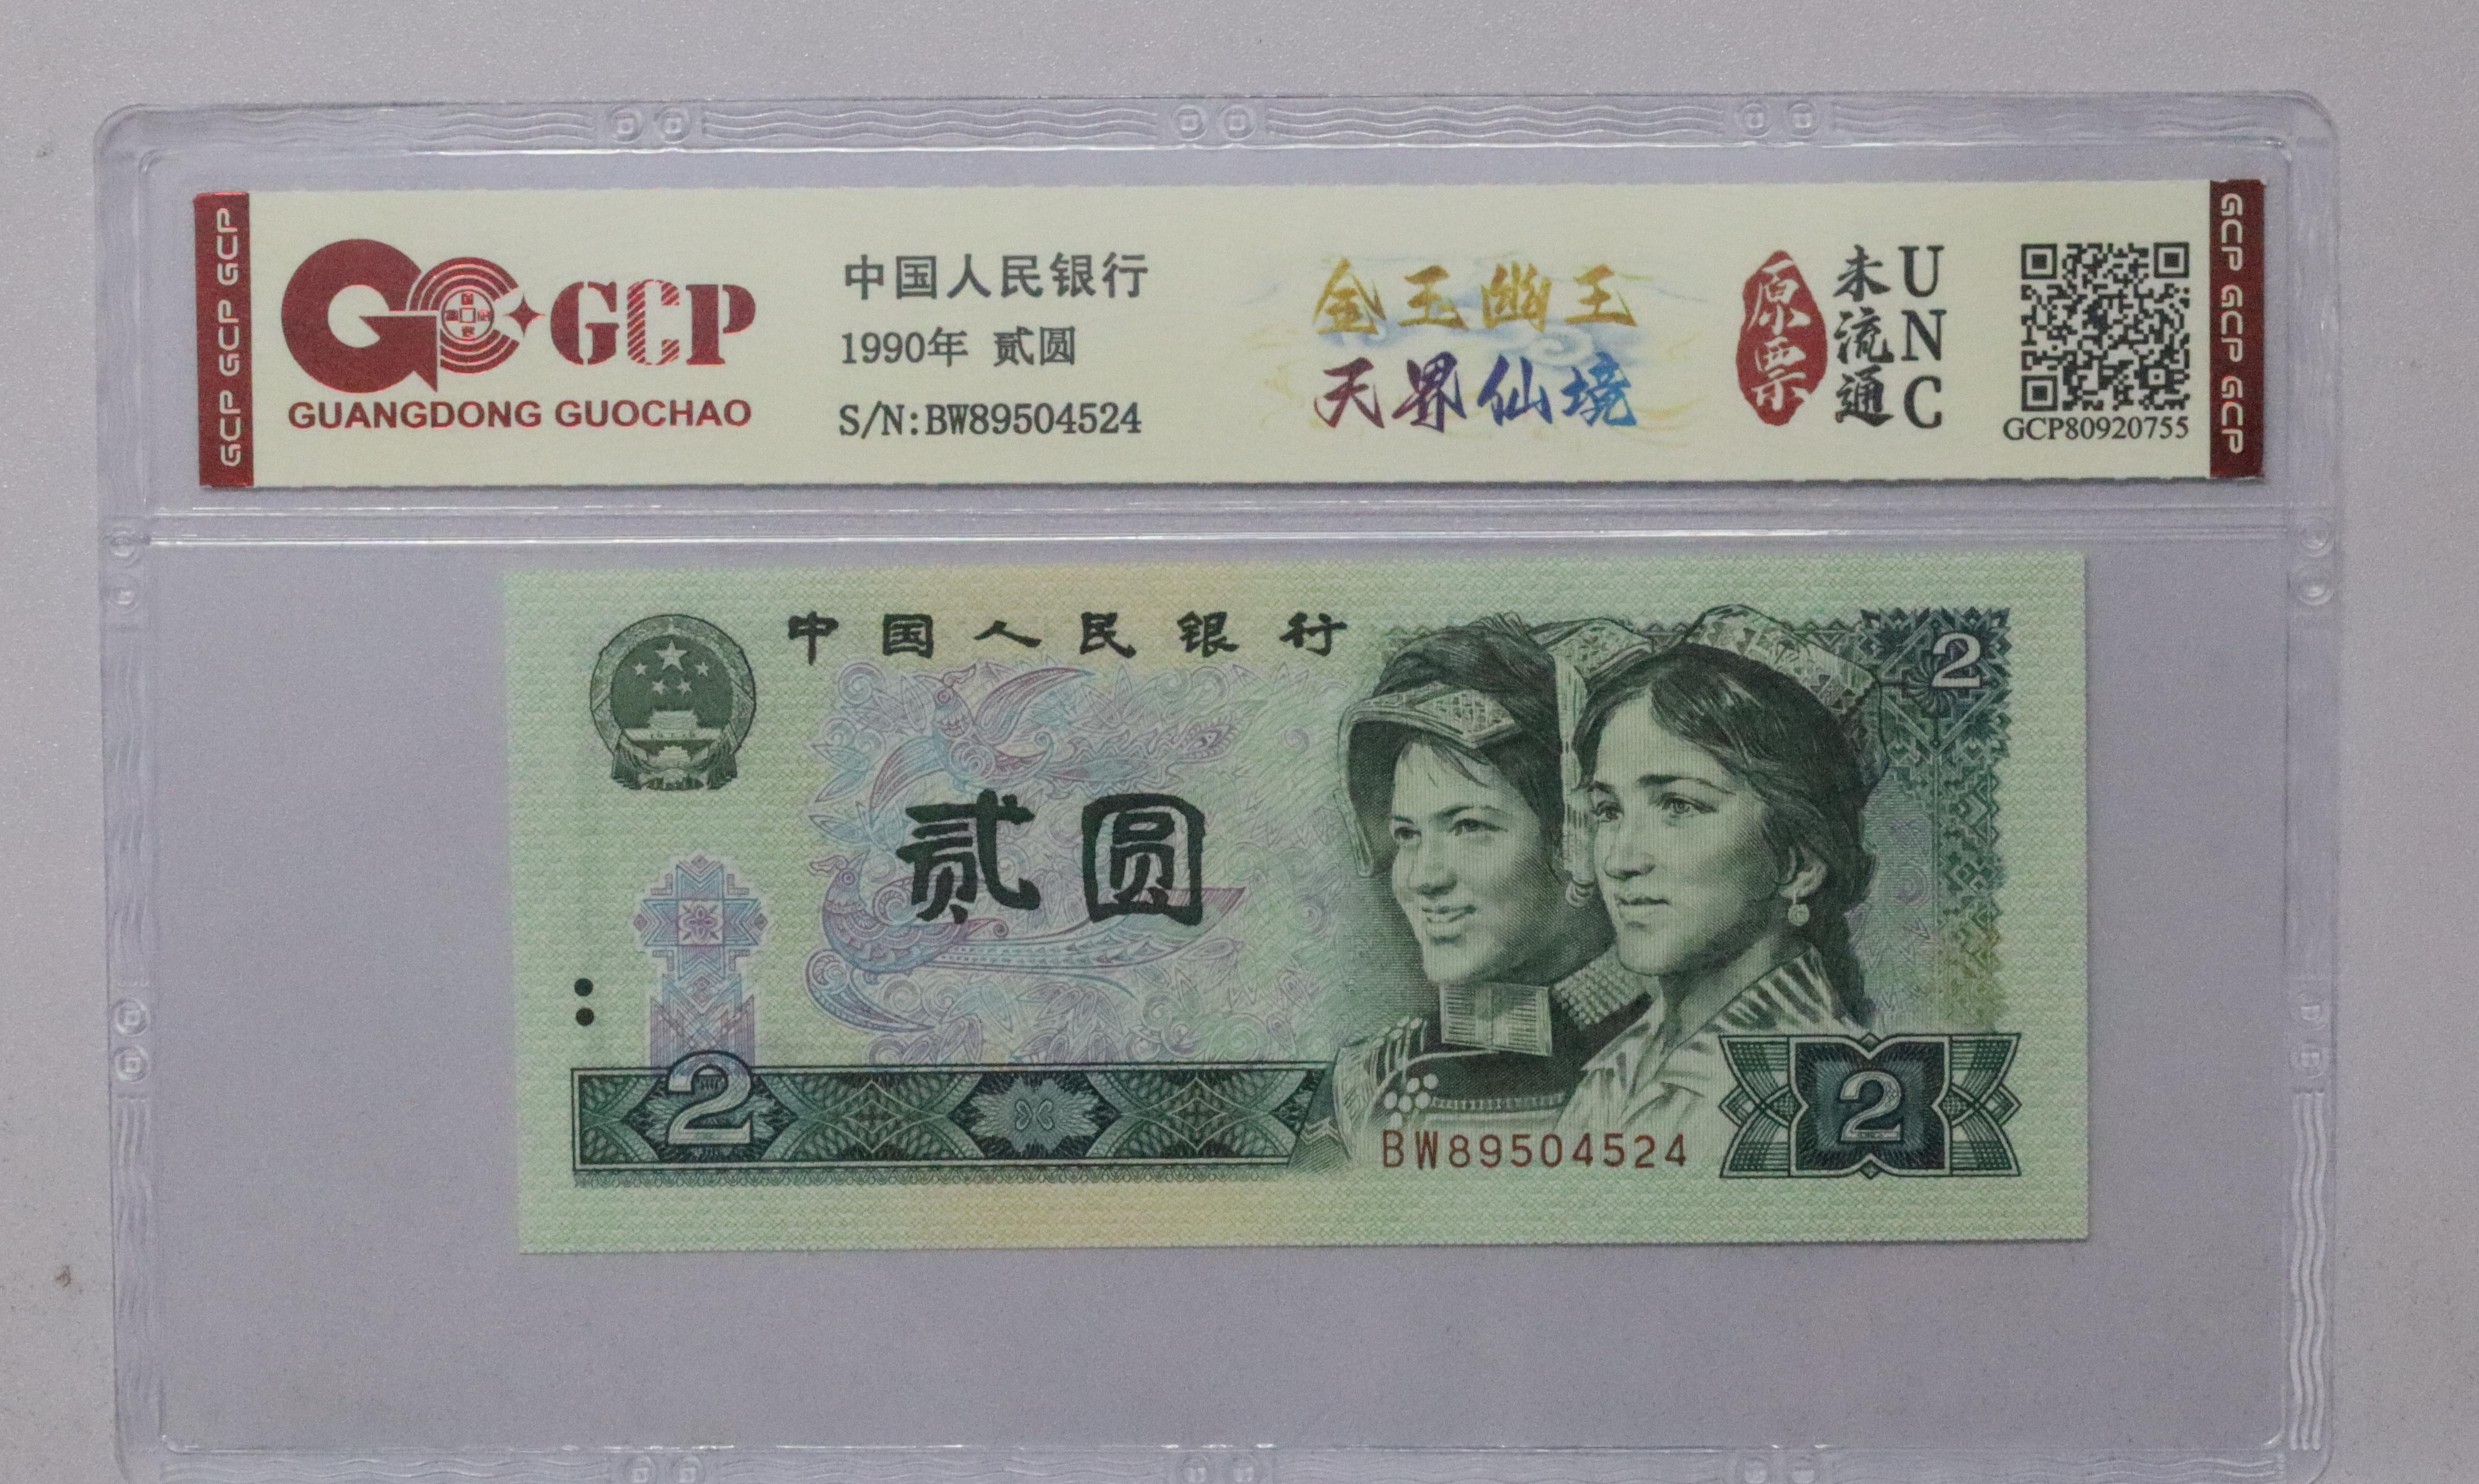 GCP GCP GCP
GCP
GUANGDONG GUOCHAO
中国人民银行
1990年 贰圆
S/N:BW89504524
金玉幽王
天界仙境
原票
未流通
UNC
GCP80920755
GCP GCP GCP
中国人民银行
2
贰圆
2
BW89504524
2